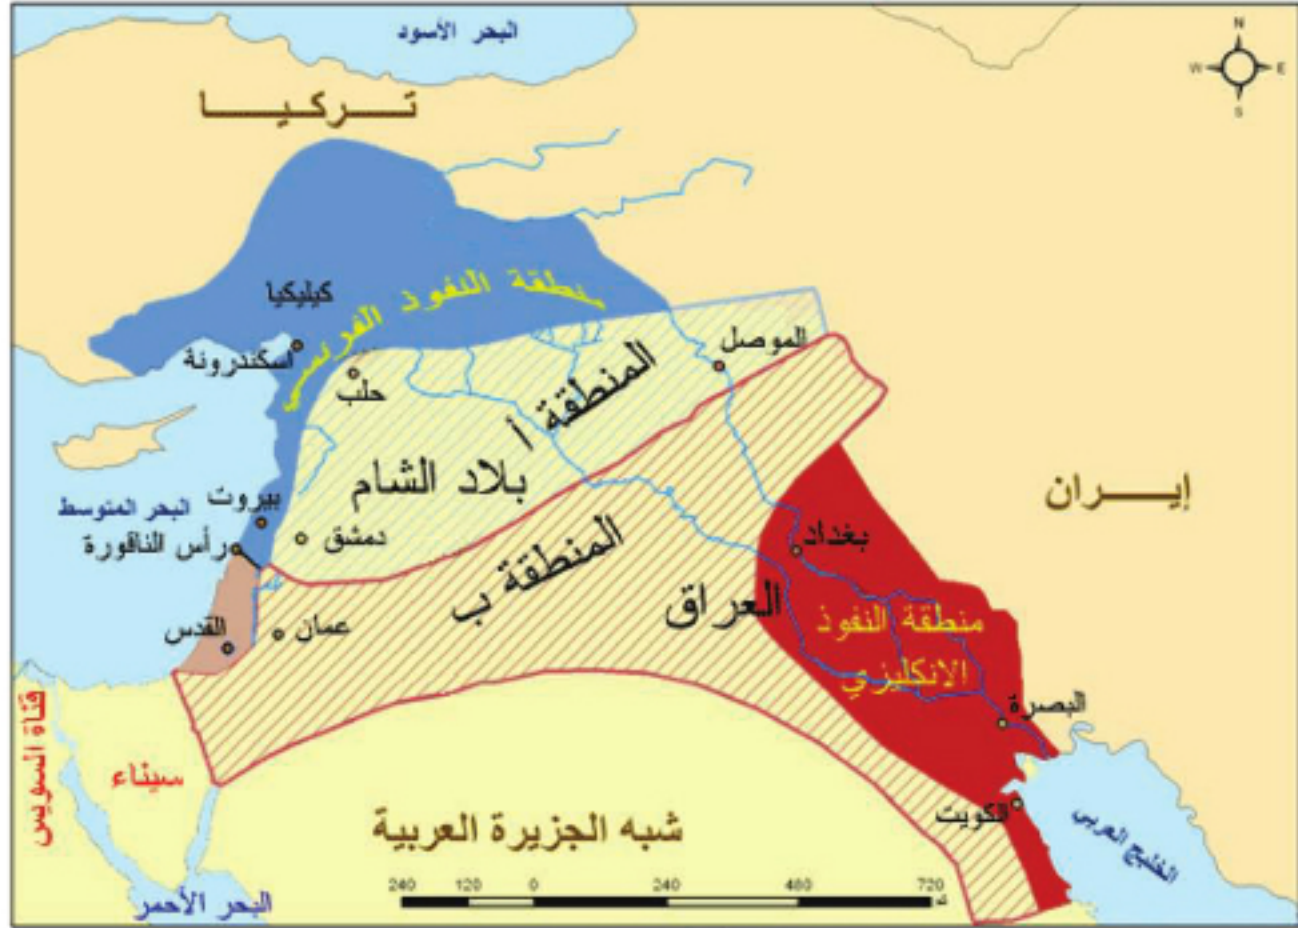 البحر الأسود
N
W
E
S
تـــركـيــــا
كيليكيا
منطقة النفوذ الفرنسي
اسكندرونة
حلب
الموصل
المنطقة أ
بلاد الشام
إيــــران
البحر المتوسط
بيروت
رأس الناقورة
دمشق
بغداد
المنطقة ب
العراق
القدس
عمان
منطقة النفوذ
الانكليزي
البصرة
قناة السويس
سيناء
الكويت
شبه الجزيرة العربية
الخليج العربي
البحر الأحمر
240 120 0 240 480 720